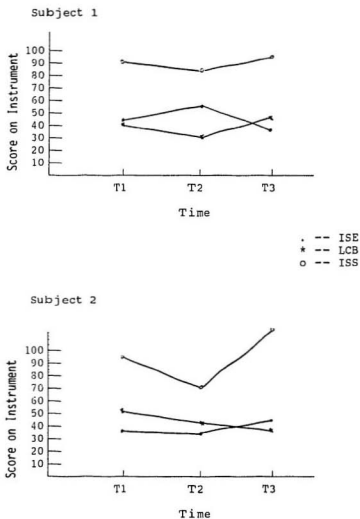 Subject 1
Score on Instrument
100
90
80
70
60
50
40
30
20
10
T1 T2 T3
Time
. -- ISE
* -- LCB
o -- ISS
Subject 2
Score on Instrument
100
90
80
70
60
50
40
30
20
10
T1 T2 T3
Time